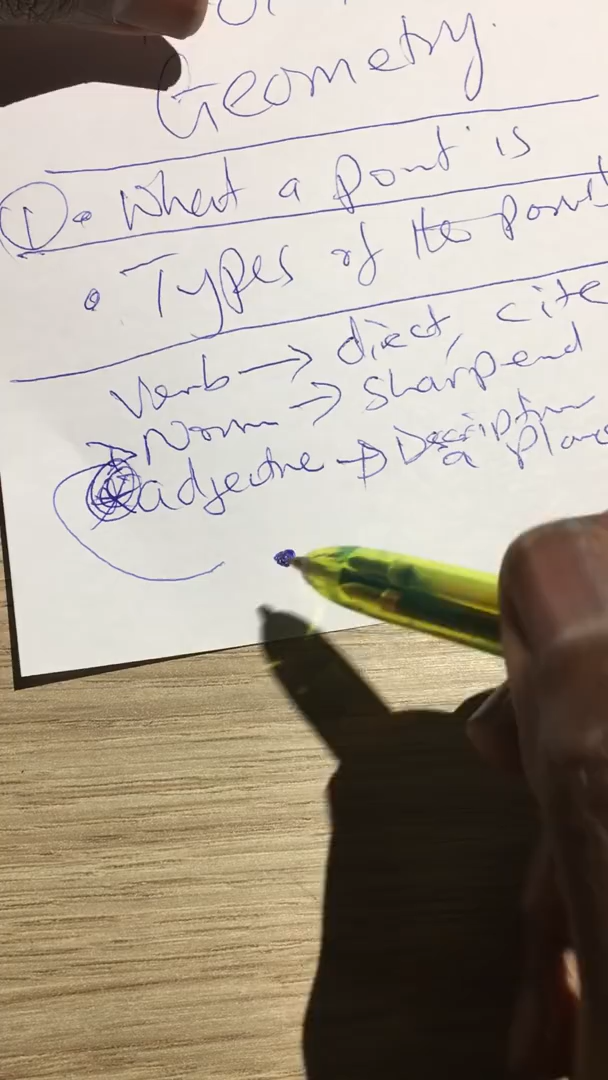 Geometry.
① • What a point is
• Types of the point
Verb → direct, cite
Noun → sharp end
adjective → Description
a place